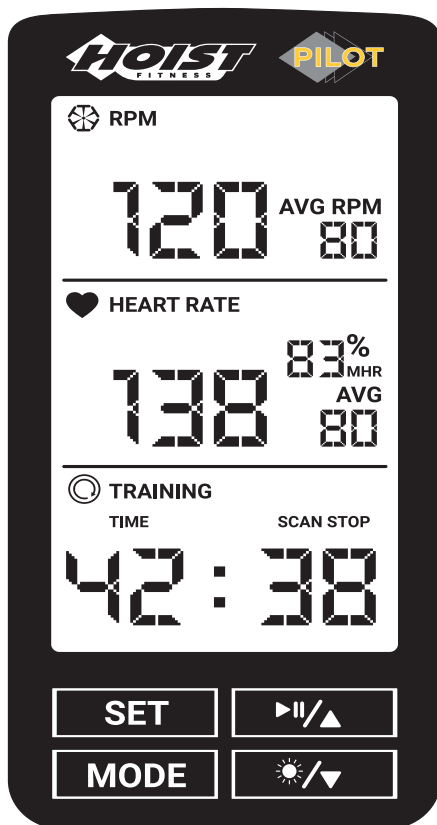 HOIST PILOT
FITNESS
RPM
120 AVG RPM
80
HEART RATE
83%
MHR
138 AVG
80
TRAINING
TIME SCAN STOP
42:38
SET
/
MODE
/